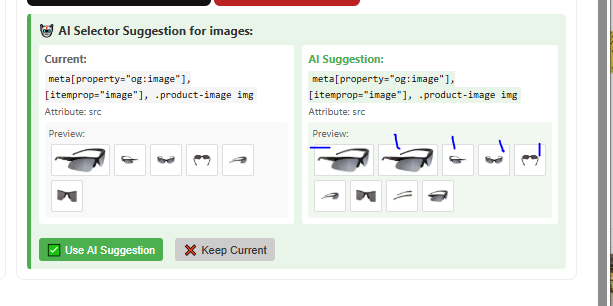 AI Selector Suggestion for images:
Current:
meta[property="og:image"],
[itemprop="image"], .product-image img
Attribute: src
Preview:
AI Suggestion:
meta[property="og:image"],
[itemprop="image"], .product-image img
Attribute: src
Preview:
Use AI Suggestion
Keep Current